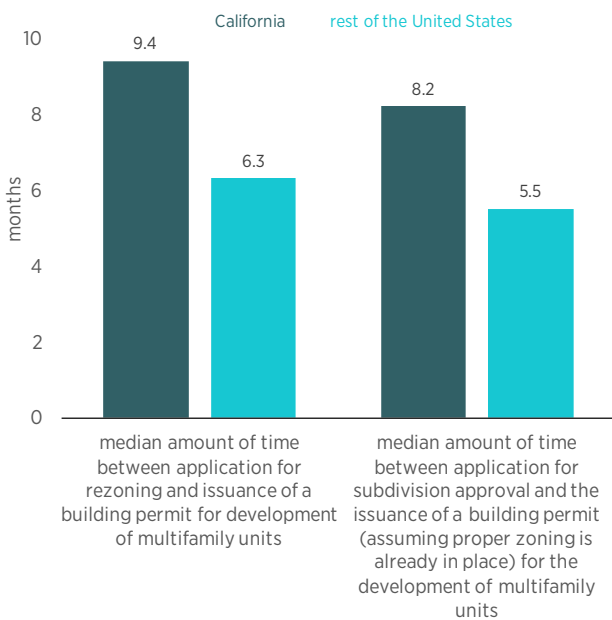 California rest of the United States
10
9.4
8
8.2
6.3
6
5.5
months
4
2
0
median amount of time
between application for
rezoning and issuance of a
building permit for development
of multifamily units
median amount of time
between application for
subdivision approval and the
issuance of a building permit
(assuming proper zoning is
already in place) for the
development of multifamily
units